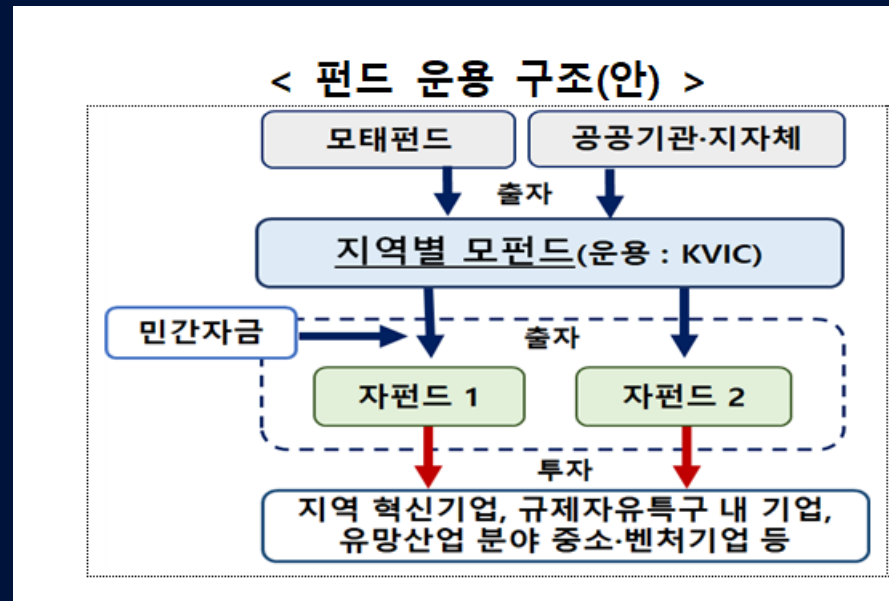 < 펀드 운용 구조(안) >
모태펀드
공공기관·지자체
출자
지역별 모펀드(운용 : KVIC)
민간자금
출자
자펀드 1
자펀드 2
투자
지역 혁신기업, 규제자유특구 내 기업,
유망산업 분야 중소·벤처기업 등